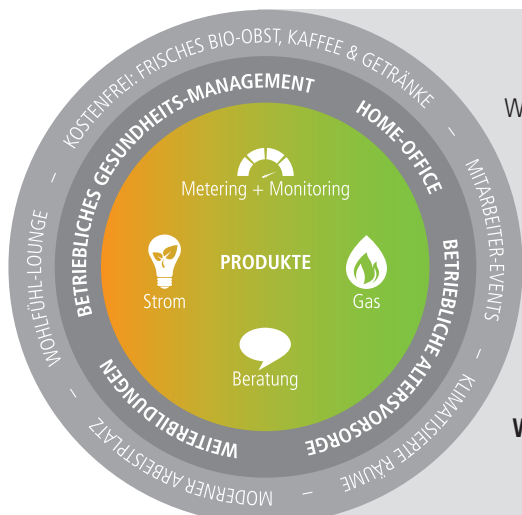 KOSTENFREI: FRISCHES BIO-OBST, KAFFEE & GETRÄNKE – MITARBEITER-EVENTS – KLIMATISIERTE RÄUME – MODERNER ARBEISTPLATZ – WOHLFÜHL-LOUNGE –
BETRIEBLICHES GESUNDHEITS-MANAGEMENT
HOME-OFFICE
BETRIEBLICHE ALTERSVORSORGE
WEITERBILDUNGEN
Metering + Monitoring
PRODUKTE
Strom
Gas
Beratung
W
W